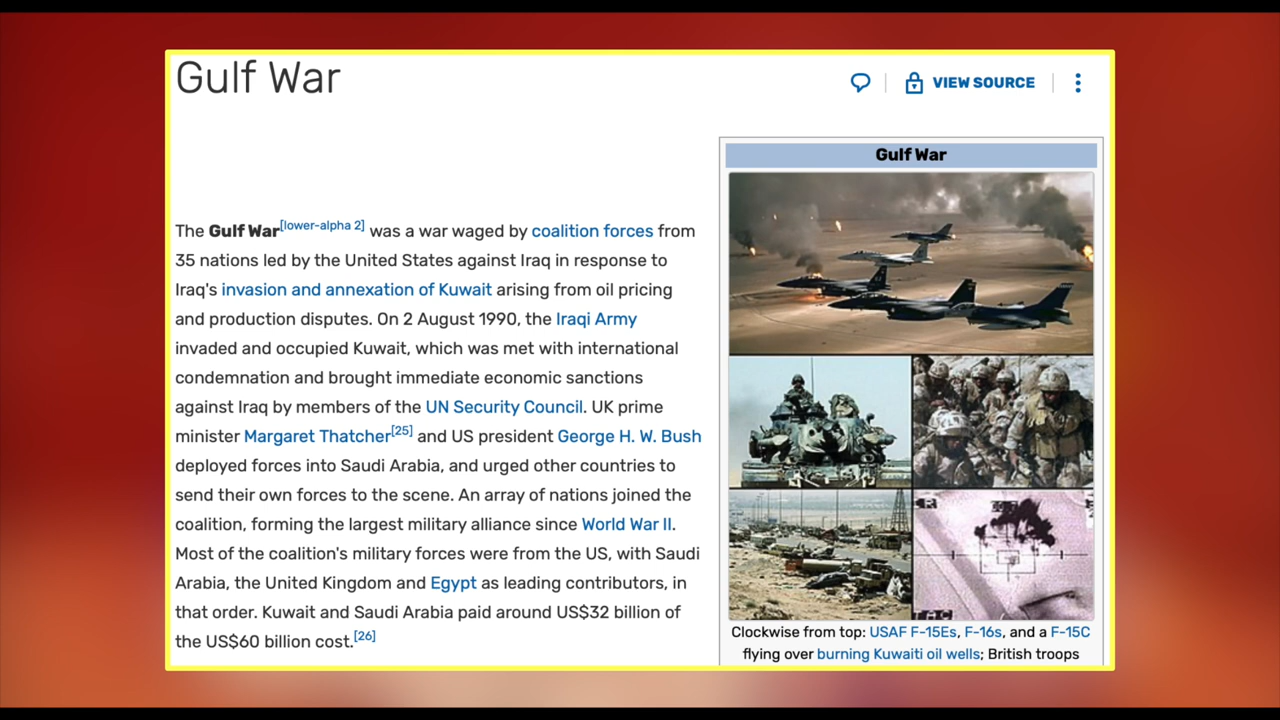 Gulf War
VIEW SOURCE
The Gulf War[lower-alpha 2] was a war waged by coalition forces from
35 nations led by the United States against Iraq in response to
Iraq's invasion and annexation of Kuwait arising from oil pricing
and production disputes. On 2 August 1990, the Iraqi Army
invaded and occupied Kuwait, which was met with international
condemnation and brought immediate economic sanctions
against Iraq by members of the UN Security Council. UK prime
minister Margaret Thatcher[25] and US president George H. W. Bush
deployed forces into Saudi Arabia, and urged other countries to
send their own forces to the scene. An array of nations joined the
coalition, forming the largest military alliance since World War II.
Most of the coalition's military forces were from the US, with Saudi
Arabia, the United Kingdom and Egypt as leading contributors, in
that order. Kuwait and Saudi Arabia paid around US$32 billion of
the US$60 billion cost.[26]
Gulf War
Clockwise from top: USAF F-15Es, F-16s, and a F-15C
flying over burning Kuwaiti oil wells; British troops